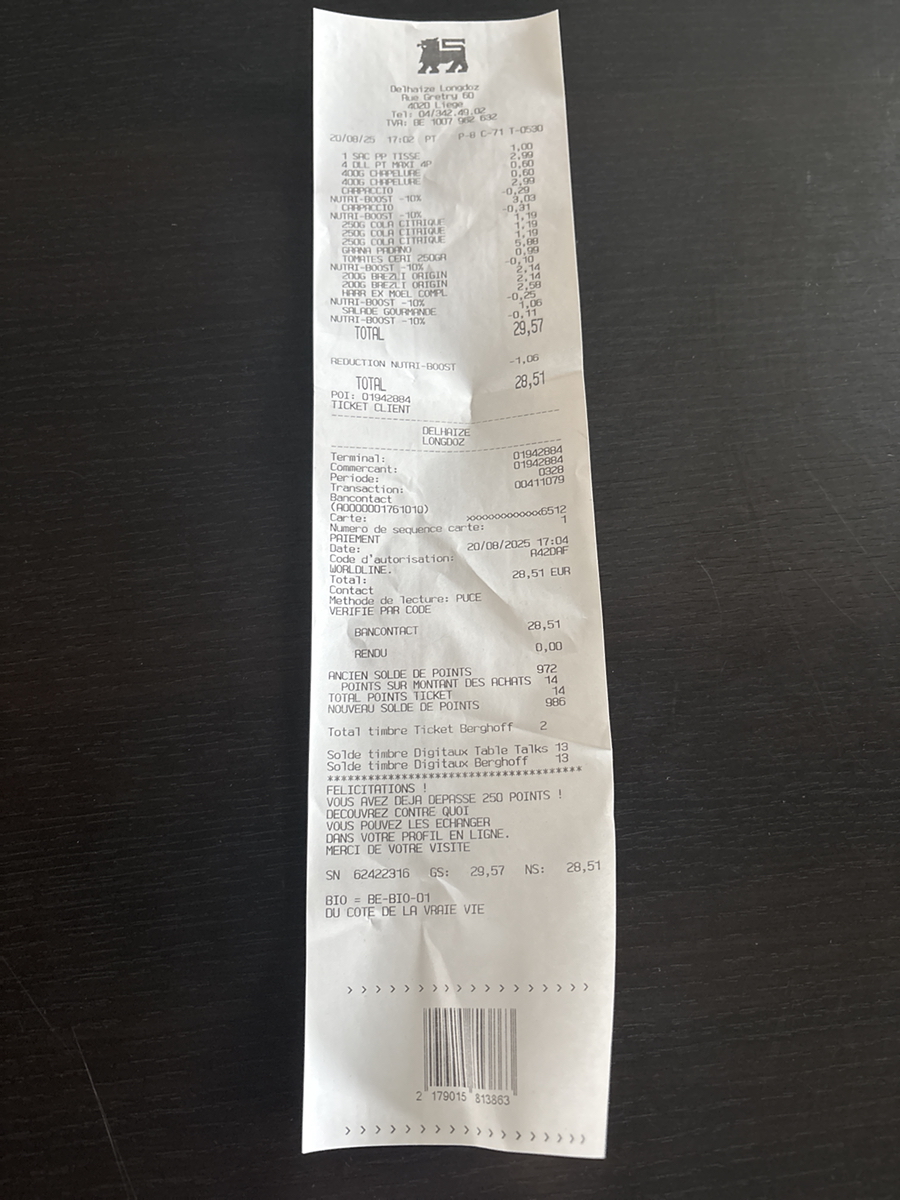 Delhaize Longdoz
Rue Gretry 60
4020 Liege
Tel: 04/342.49.02
TVA: BE 1007 962 632
20/08/25 17:02 PT P-8 C-71 T-0530
1 SAC PP TISSE 1,00
4 DLL PT MAXI 4P 2,99
400G CHAPELURE 0,60
400G CHAPELURE 0,60
CARPACCIO 2,99
NUTRI-BOOST -10% -0,29
CARPACCIO 3,03
NUTRI-BOOST -10% -0,31
250G COLA CITRIQUE 1,19
250G COLA CITRIQUE 1,19
250G COLA CITRIQUE 1,19
GRANA PADANO 5,88
TOMATES CERI 250GR 0,99
NUTRI-BOOST -10% -0,10
200G BREZLI ORIGIN 2,14
200G BREZLI ORIGIN 2,14
HARR EX MOEL COMPL 2,58
NUTRI-BOOST -10% -0,25
SALADE GOURMANDE 1,06
NUTRI-BOOST -10% -0,11
TOTAL 29,57
REDUCTION NUTRI-BOOST -1,06
TOTAL 28,51
POI: 01942884
TICKET CLIENT
DELHAIZE
LONGDOZ
Terminal: 01942884
Commercant: 01942884
Periode: 0328
Transaction: 00411079
Bancontact
(A0000001761010)
Carte: xxxxxxxxxxxx6512
Numero de sequence carte: 1
PAIEMENT
Date: 20/08/2025 17:04
Code d'autorisation: A42DAF
WORLDLINE.
Total: 28,51 EUR
Contact
Methode de lecture: PUCE
VERIFIE PAR CODE
BANCONTACT 28,51
RENDU 0,00
ANCIEN SOLDE DE POINTS 972
POINTS SUR MONTANT DES ACHATS 14
TOTAL POINTS TICKET 14
NOUVEAU SOLDE DE POINTS 986
Total timbre Ticket Berghoff 2
Solde timbre Digitaux Table Talks 13
Solde timbre Digitaux Berghoff 13
**************************************
FELICITATIONS !
VOUS AVEZ DEJA DEPASSE 250 POINTS !
DECOUVREZ CONTRE QUOI
VOUS POUVEZ LES ECHANGER
DANS VOTRE PROFIL EN LIGNE.
MERCI DE VOTRE VISITE
SN 62422316 GS: 29,57 NS: 28,51
BIO = BE-BIO-01
DU COTE DE LA VRAIE VIE
> > > > > > > > > > > > > > > > > >
2 179015 813863
> > > > > > > > > > > > > > > > > >